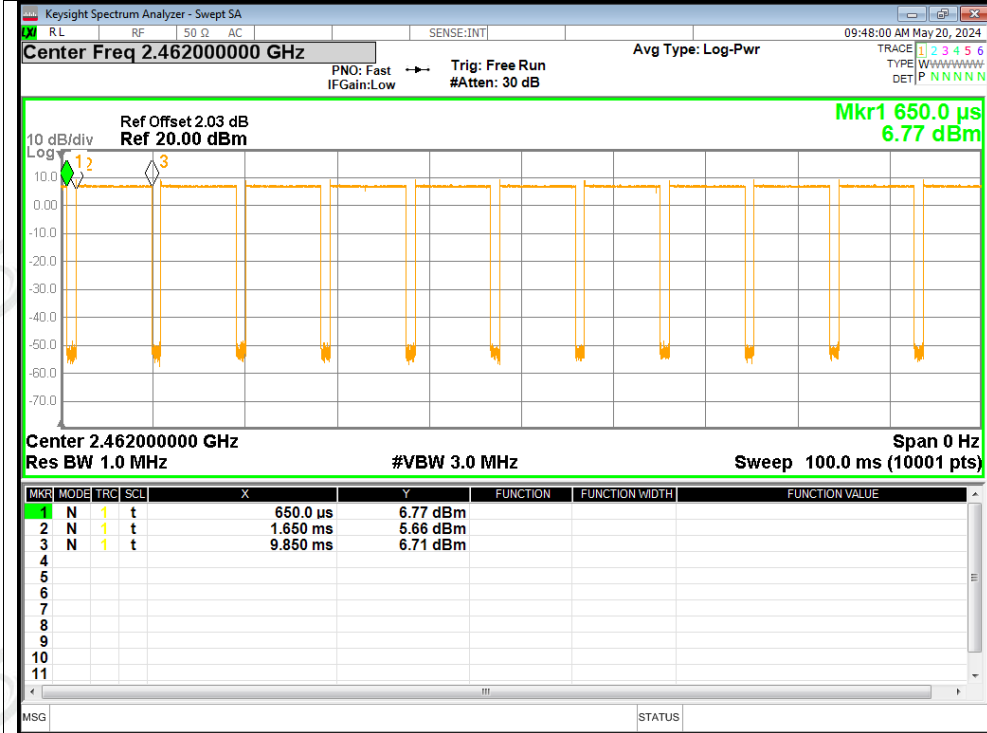 Keysight Spectrum Analyzer - Swept SA
LXI RL RF 50 Ω AC SENSE:INT 09:48:00 AM May 20, 2024
Center Freq 2.462000000 GHz Avg Type: Log-Pwr TRACE 1 2 3 4 5 6
PNO: Fast Trig: Free Run TYPE WWWWWW
IFGain:Low #Atten: 30 dB DET P N N N N N
Mkr1 650.0 µs
6.77 dBm
Ref Offset 2.03 dB
10 dB/div Ref 20.00 dBm
Log
1 2 3
10.0
0.00
-10.0
-20.0
-30.0
-40.0
-50.0
-60.0
-70.0
Center 2.462000000 GHz Span 0 Hz
Res BW 1.0 MHz #VBW 3.0 MHz Sweep 100.0 ms (10001 pts)
MKR MODE TRC SCL X Y FUNCTION FUNCTION WIDTH FUNCTION VALUE
1 N 1 t 650.0 µs 6.77 dBm
2 N 1 t 1.650 ms 5.66 dBm
3 N 1 t 9.850 ms 6.71 dBm
4
5
6
7
8
9
10
11
MSG STATUS